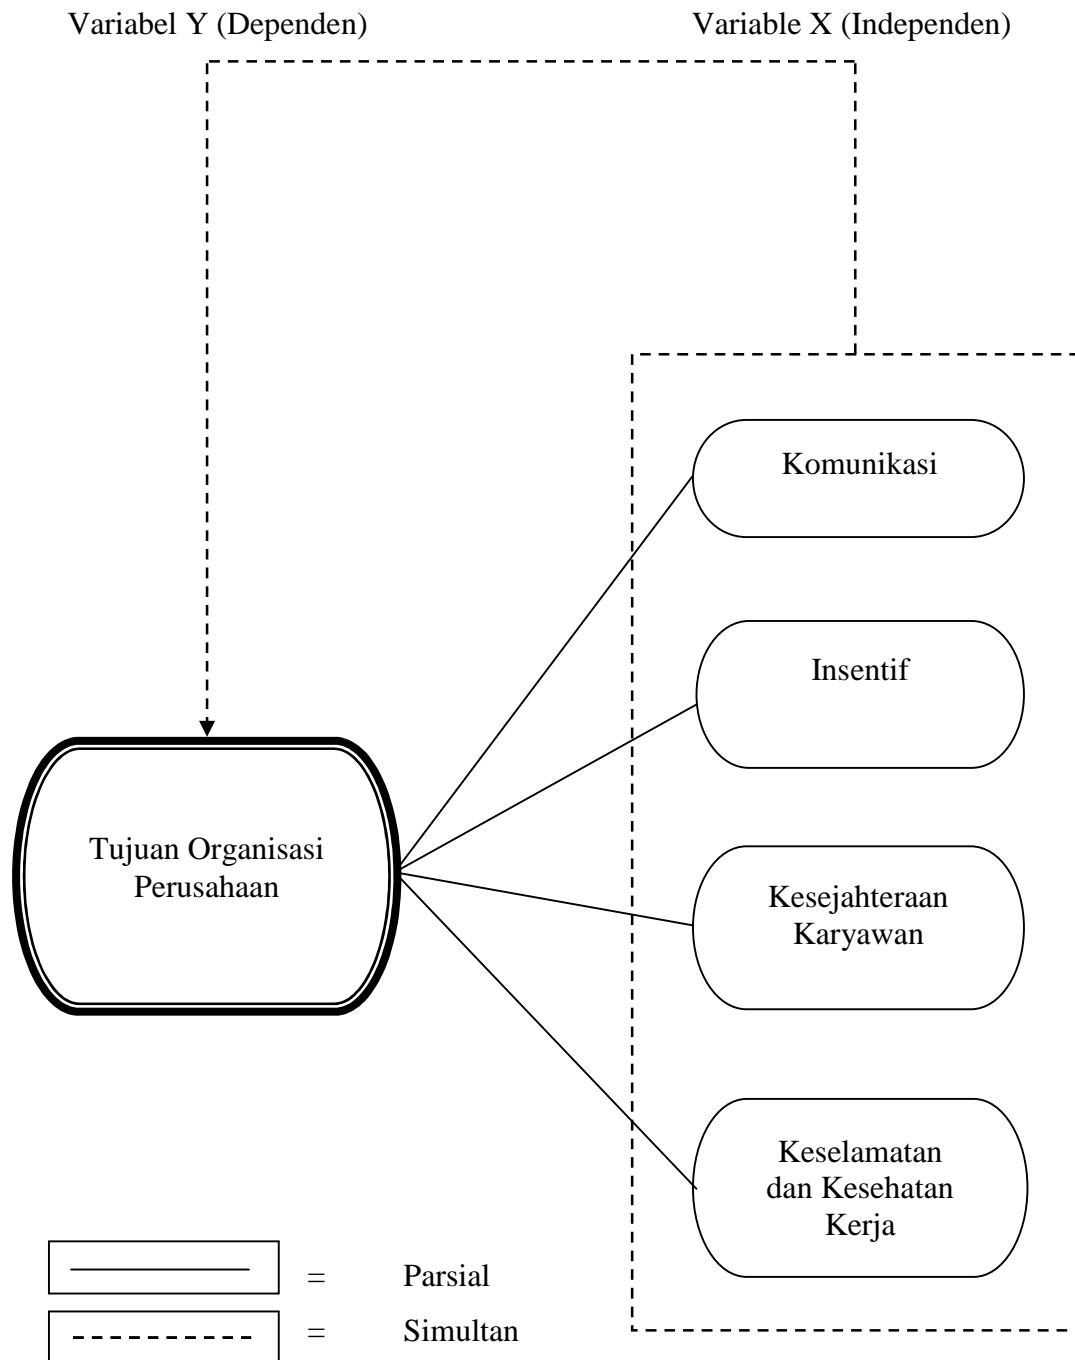 Variabel Y (Dependen)
Variable X (Independen)
Komunikasi
Insentif
Tujuan Organisasi
Perusahaan
Kesejahteraan
Karyawan
Keselamatan
dan Kesehatan
Kerja
= Parsial
= Simultan